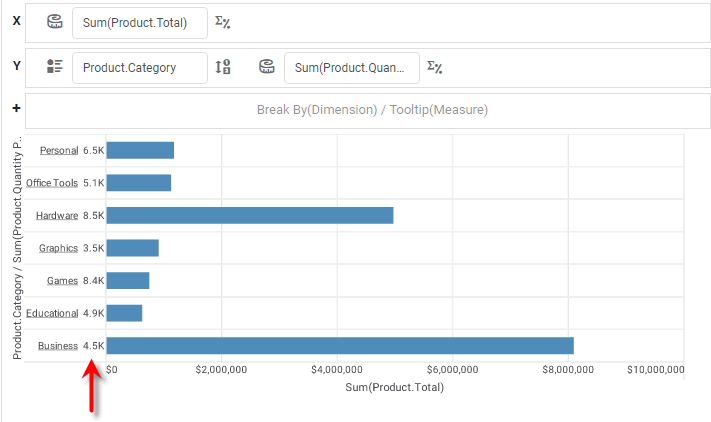 X Sum(Product.Total) Σ%
Y Product.Category Sum(Product.Quan... Σ%
+ Break By(Dimension) / Tooltip(Measure)
Product.Category / Sum(Product.Quantity P..
Personal 6.5K
Office Tools 5.1K
Hardware 8.5K
Graphics 3.5K
Games 8.4K
Educational 4.9K
Business 4.5K
$0 $2,000,000 $4,000,000 $6,000,000 $8,000,000 $10,000,000
Sum(Product.Total)